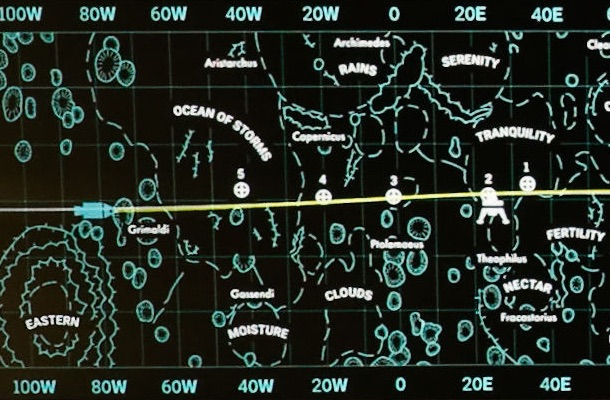 40E
20E
0
20W
40W
60W
80W
100W
FERTILITY
NECTAR
Fracastorius
Theophilus
TRANQUILITY
SERENITY
1
2
3
4
5
Ptolemaeus
Archimedes
RAINS
Copernicus
CLOUDS
Gassendi
MOISTURE
Aristarchus
OCEAN OF STORMS
Grimaldi
EASTERN
40E
20E
0
20W
40W
60W
80W
100W